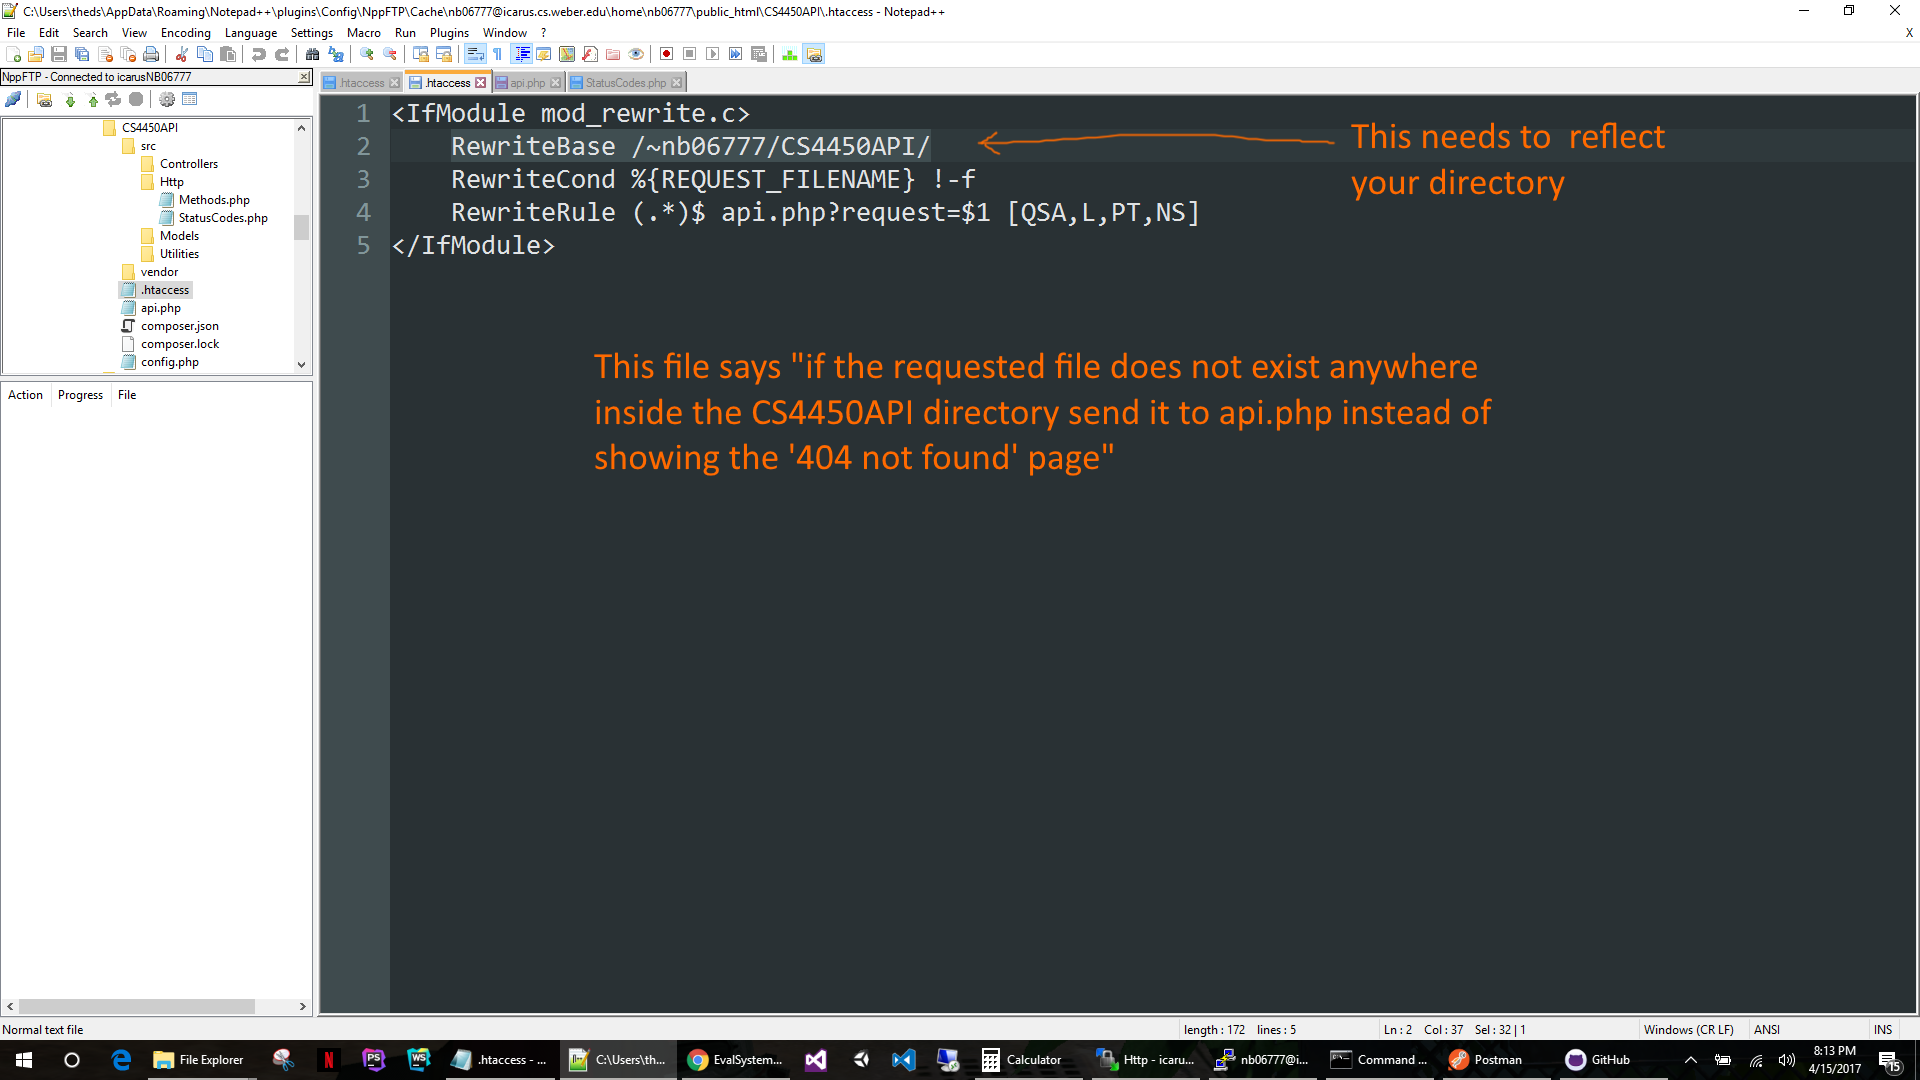 C:\Users\theds\AppData\Roaming\Notepad++\plugins\Config\NppFTP\Cache\nb06777@icarus.cs.weber.edu\home\nb06777\public_html\CS4450API\.htaccess - Notepad++
File Edit Search View Encoding Language Settings Macro Run Plugins Window ? X
NppFTP - Connected to icarusNB06777
.htaccess .htaccess api.php StatusCodes.php
CS4450API
src
Controllers
Http
Methods.php
StatusCodes.php
Models
Utilities
vendor
.htaccess
api.php
composer.json
composer.lock
config.php
Action Progress File
1 <IfModule mod_rewrite.c>
2 RewriteBase /~nb06777/CS4450API/
3 RewriteCond %{REQUEST_FILENAME} !-f
4 RewriteRule (.*)$ api.php?request=$1 [QSA,L,PT,NS]
5 </IfModule>
This needs to reflect
your directory
This file says "if the requested file does not exist anywhere
inside the CS4450API directory send it to api.php instead of
showing the '404 not found' page"
Normal text file length : 172 lines : 5 Ln : 2 Col : 37 Sel : 32 | 1 Windows (CR LF) ANSI INS
File Explorer N PS WS .htaccess - ... C:\Users\th... EvalSystem... Calculator Http - icaru... nb06777@i... Command ... Postman GitHub
8:13 PM
4/15/2017
15